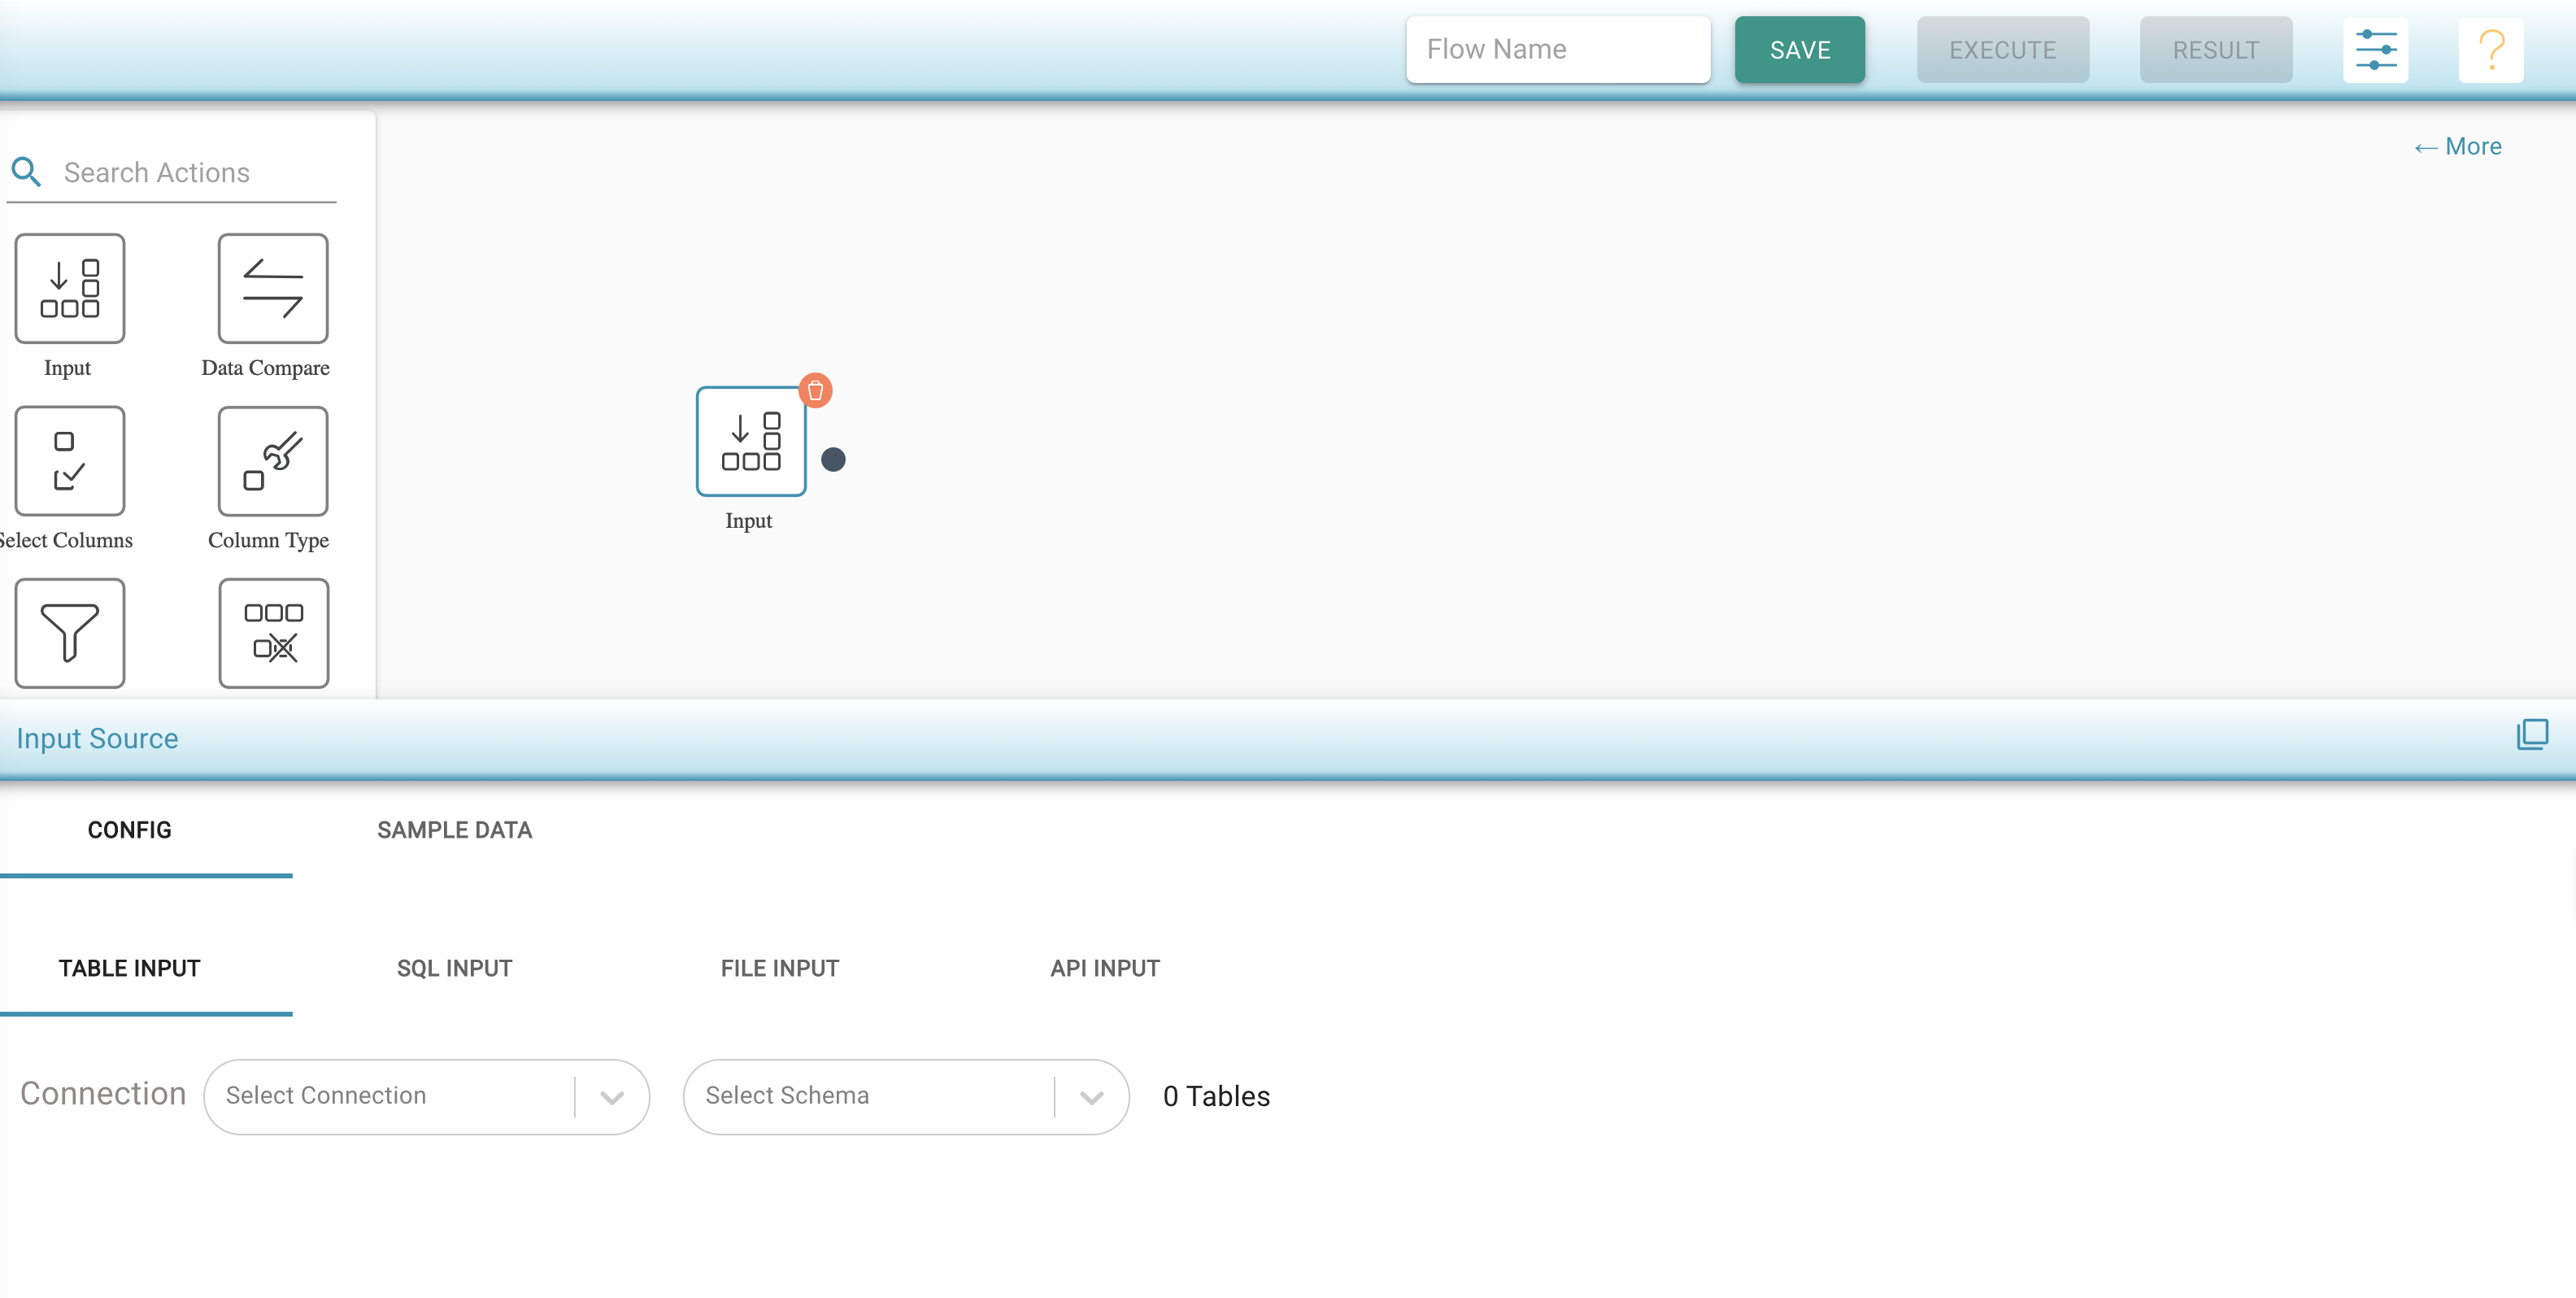 Flow Name
SAVE
EXECUTE
RESULT
?
← More
Search Actions
Input
Data Compare
Select Columns
Column Type
Input
Input Source
CONFIG
SAMPLE DATA
TABLE INPUT
SQL INPUT
FILE INPUT
API INPUT
Connection
Select Connection
Select Schema
0 Tables